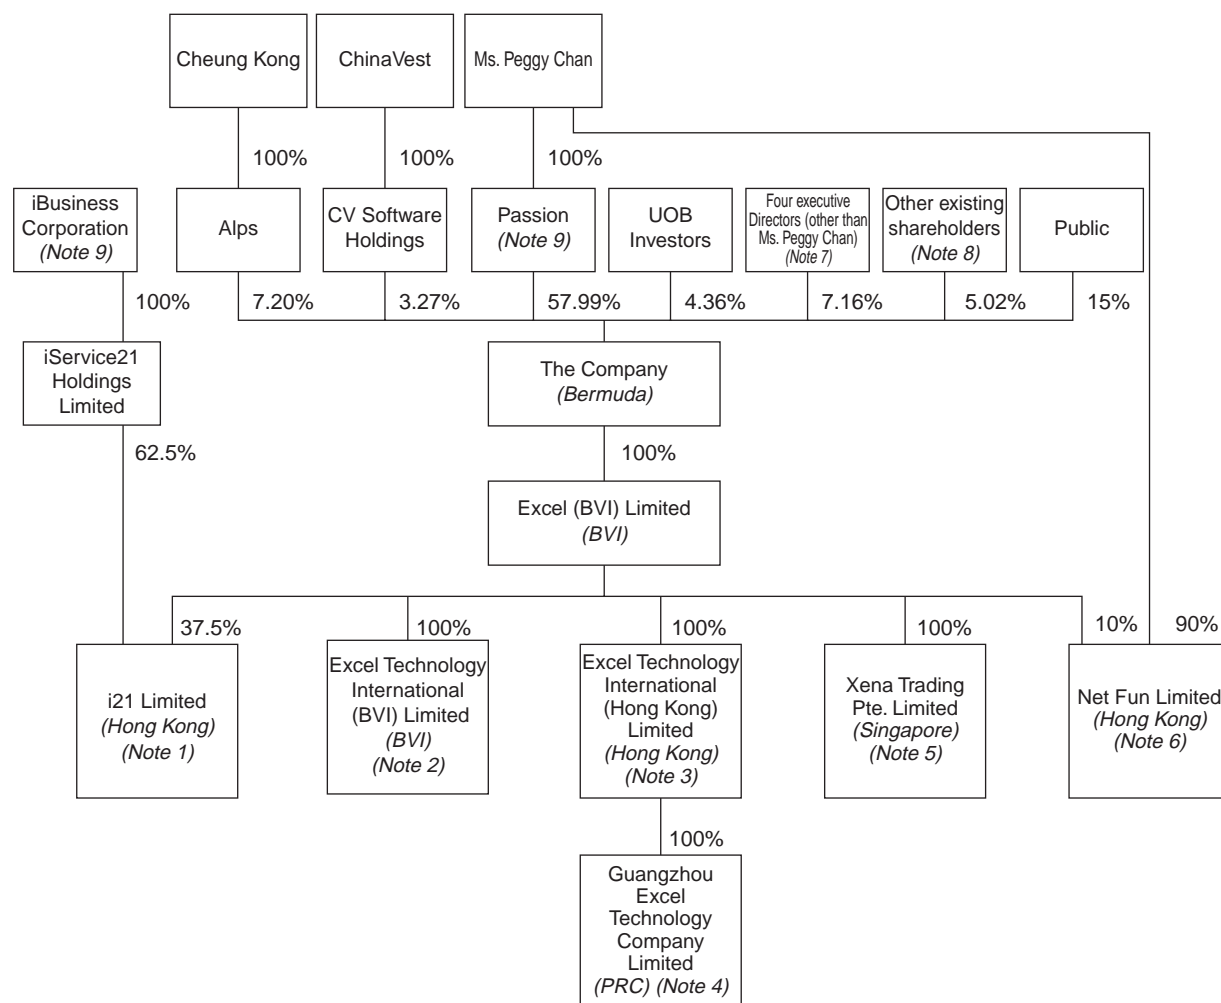 Cheung Kong
ChinaVest
Ms. Peggy Chan
100%
100%
100%
iBusiness
Corporation
(Note 9)
Alps
CV Software
Holdings
Passion
(Note 9)
UOB
Investors
Four executive
Directors (other than
Ms. Peggy Chan)
(Note 7)
Other existing
shareholders
(Note 8)
Public
100%
7.20%
3.27%
57.99%
4.36%
7.16%
5.02%
15%
iService21
Holdings
Limited
The Company
(Bermuda)
62.5%
100%
Excel (BVI) Limited
(BVI)
37.5%
100%
100%
100%
10%
90%
i21 Limited
(Hong Kong)
(Note 1)
Excel Technology
International
(BVI) Limited
(BVI)
(Note 2)
Excel Technology
International
(Hong Kong)
Limited
(Hong Kong)
(Note 3)
Xena Trading
Pte. Limited
(Singapore)
(Note 5)
Net Fun Limited
(Hong Kong)
(Note 6)
100%
Guangzhou
Excel
Technology
Company
Limited
(PRC) (Note 4)